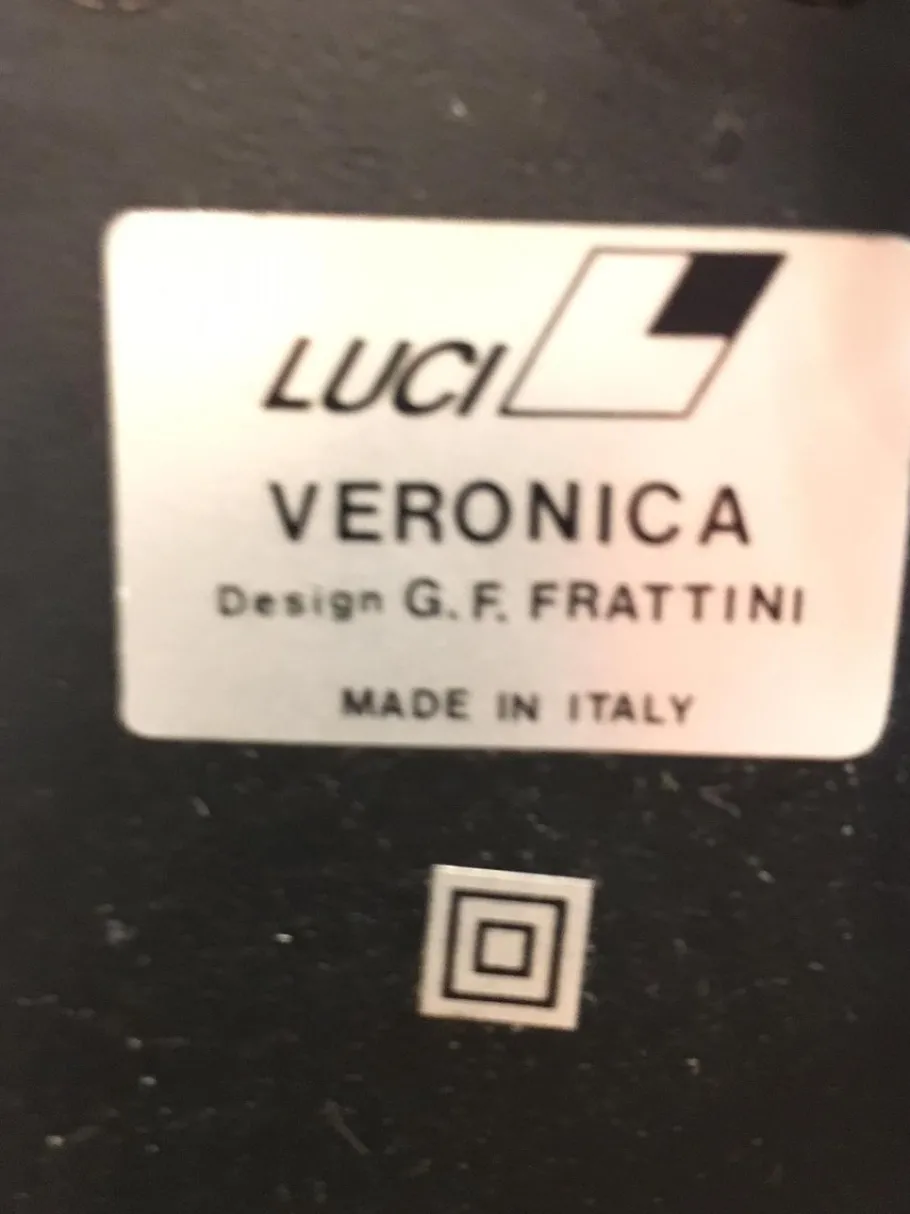 LUCI
VERONICA
Design G. F. FRATTINI
MADE IN ITALY